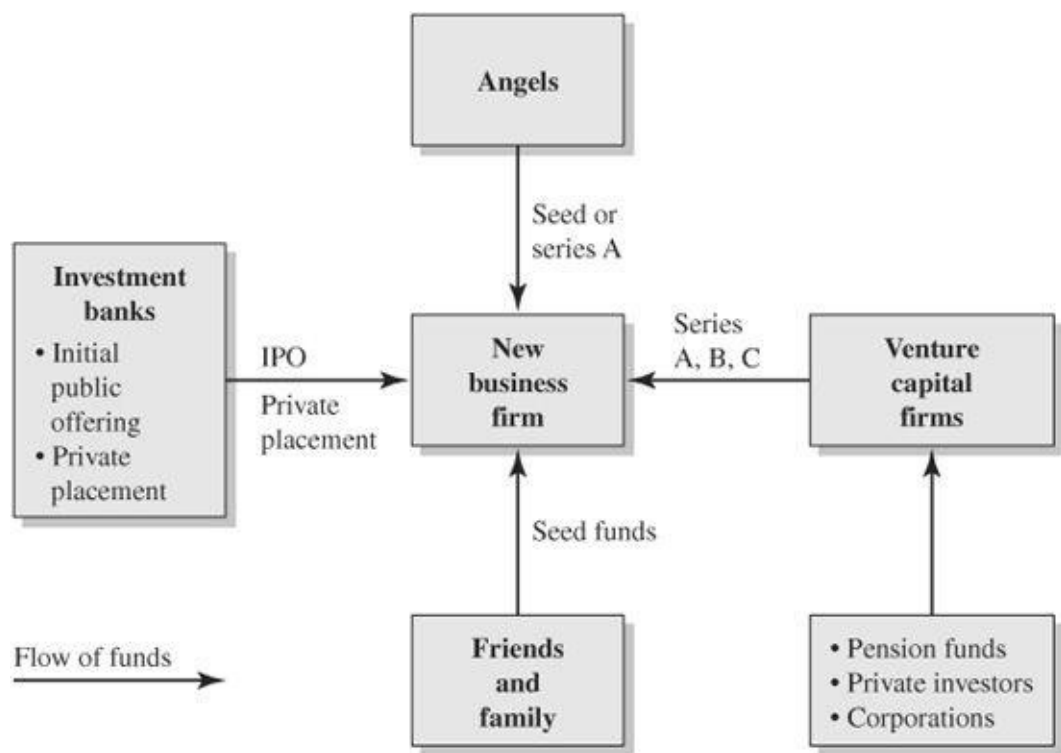 Angels
Seed or
series A
Investment
banks
• Initial
public
offering
• Private
placement
IPO
Private
placement
New
business
firm
Series
A, B, C
Venture
capital
firms
Seed funds
Flow of funds
Friends
and
family
• Pension funds
• Private investors
• Corporations